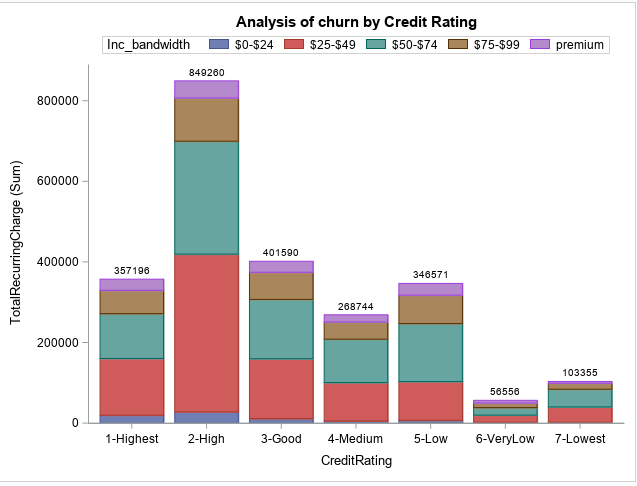 Analysis of churn by Credit Rating
Inc_bandwidth $0-$24 $25-$49 $50-$74 $75-$99 premium
TotalRecurringCharge (Sum)
800000
600000
400000
200000
0
357196
849260
401590
268744
346571
56556
103355
1-Highest 2-High 3-Good 4-Medium 5-Low 6-VeryLow 7-Lowest
CreditRating